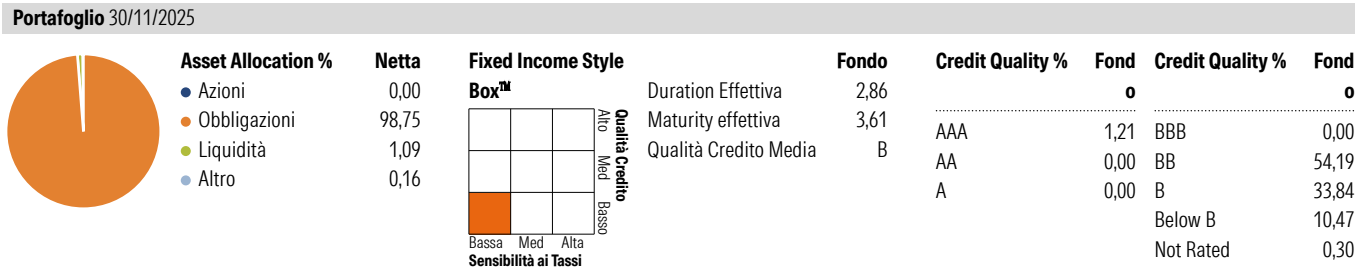 Portafoglio 30/11/2025
Asset Allocation % Netta
Azioni 0,00
Obbligazioni 98,75
Liquidità 1,09
Altro 0,16
Fixed Income Style Box™
Fondo
Duration Effettiva 2,86
Maturity effettiva 3,61
Qualità Credito Media B
Alto
Med
Basso
Qualità Credito
Bassa Med Alta
Sensibilità ai Tassi
Credit Quality % Fond
o
AAA 1,21
AA 0,00
A 0,00
Credit Quality % Fond
o
BBB 0,00
BB 54,19
B 33,84
Below B 10,47
Not Rated 0,30